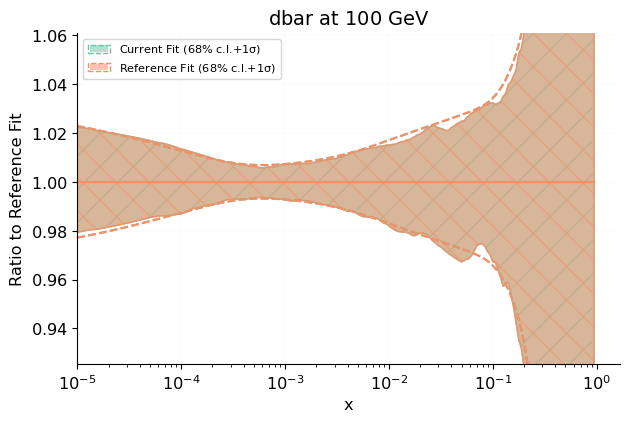 dbar at 100 GeV
Current Fit (68% c.l.+1σ)
Reference Fit (68% c.l.+1σ)
Ratio to Reference Fit
1.06
1.04
1.02
1.00
0.98
0.96
0.94
10⁻⁵
10⁻⁴
10⁻³
10⁻²
10⁻¹
10⁰
x